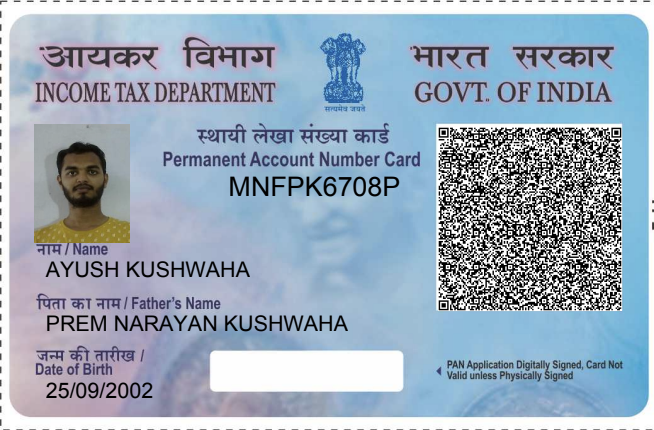 आयकर विभाग
INCOME TAX DEPARTMENT
सत्यमेव जयते
भारत सरकार
GOVT. OF INDIA
स्थायी लेखा संख्या कार्ड
Permanent Account Number Card
MNFPK6708P
नाम / Name
AYUSH KUSHWAHA
पिता का नाम / Father's Name
PREM NARAYAN KUSHWAHA
जन्म की तारीख /
Date of Birth
25/09/2002
PAN Application Digitally Signed, Card Not
Valid unless Physically Signed